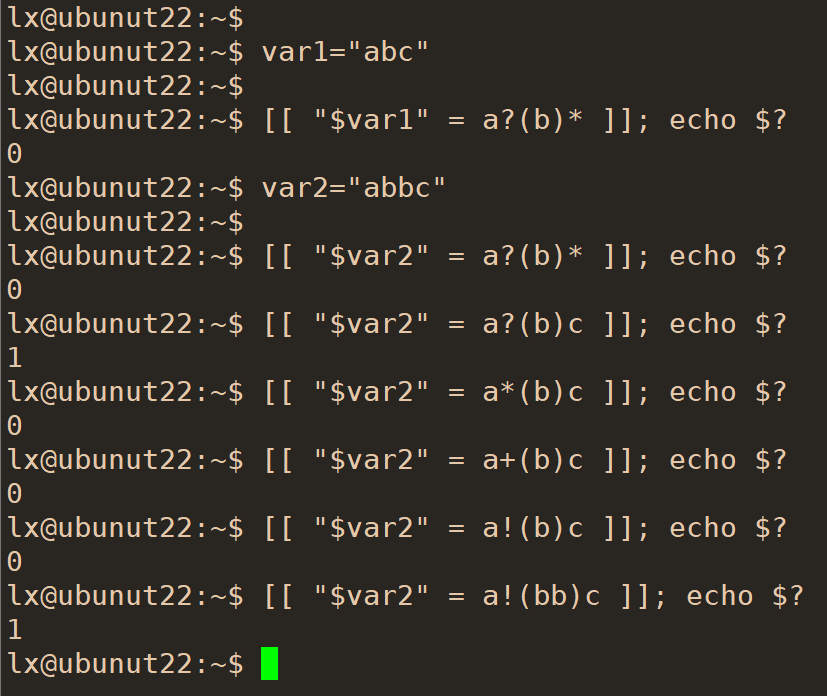 lx@ubunut22:~$
lx@ubunut22:~$ var1="abc"
lx@ubunut22:~$
lx@ubunut22:~$ [[ "$var1" = a?(b)* ]]; echo $?
0
lx@ubunut22:~$ var2="abbc"
lx@ubunut22:~$
lx@ubunut22:~$ [[ "$var2" = a?(b)* ]]; echo $?
0
lx@ubunut22:~$ [[ "$var2" = a?(b)c ]]; echo $?
1
lx@ubunut22:~$ [[ "$var2" = a*(b)c ]]; echo $?
0
lx@ubunut22:~$ [[ "$var2" = a+(b)c ]]; echo $?
0
lx@ubunut22:~$ [[ "$var2" = a!(b)c ]]; echo $?
0
lx@ubunut22:~$ [[ "$var2" = a!(bb)c ]]; echo $?
1
lx@ubunut22:~$